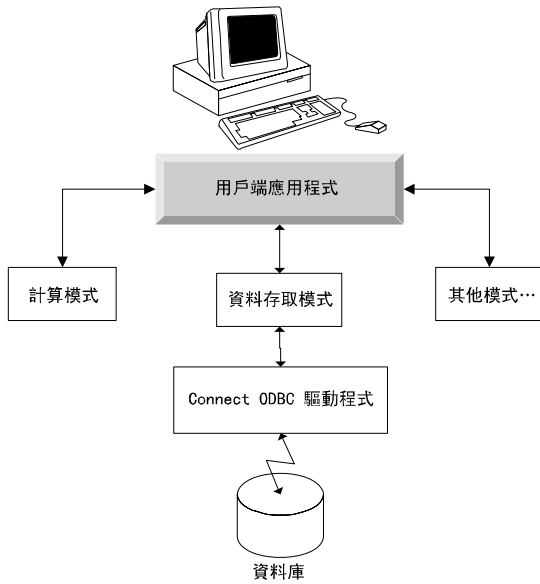 用戶端應用程式
計算模式
資料存取模式
其他模式…
Connect ODBC 驅動程式
資料庫